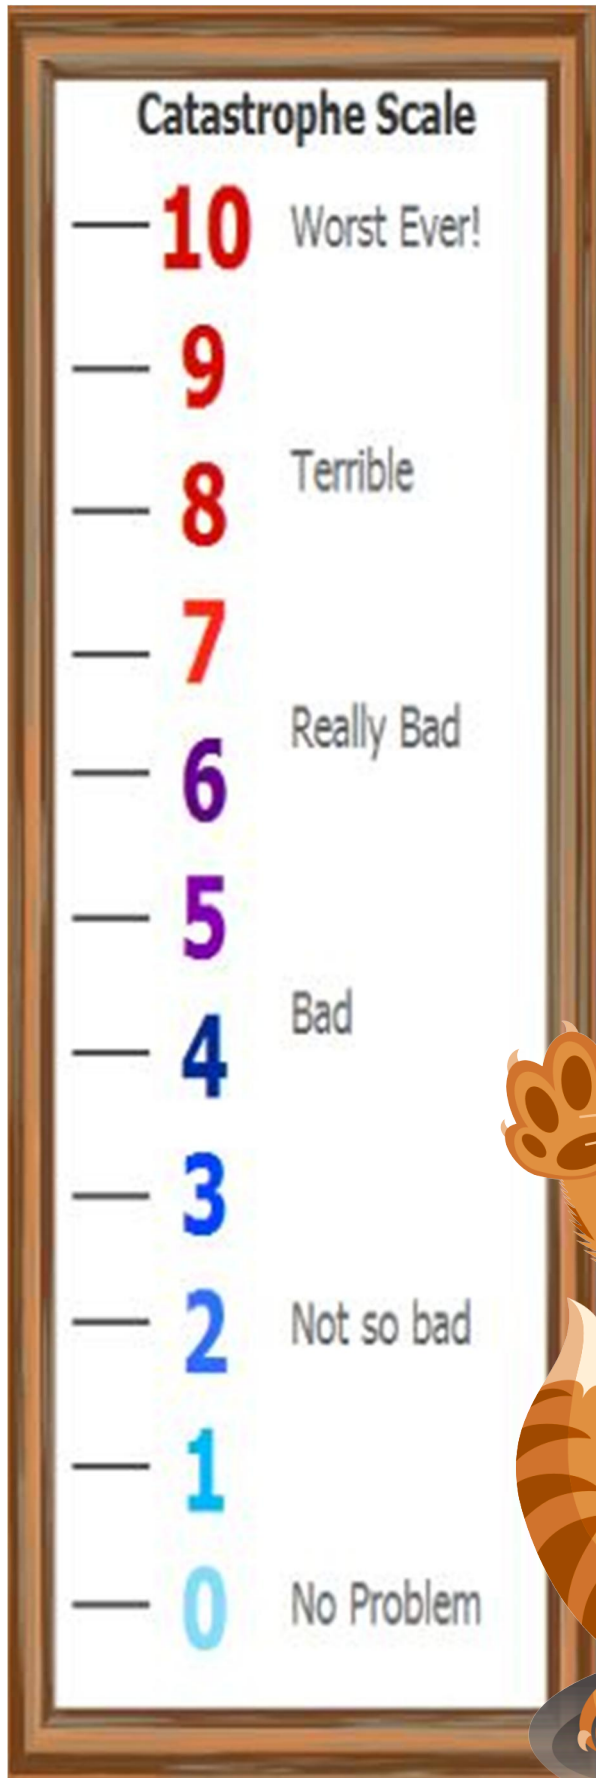 Catastrophe Scale
10 Worst Ever!
9
Terrible
8
7
Really Bad
6
5
Bad
4
3
2 Not so bad
1
0 No Problem